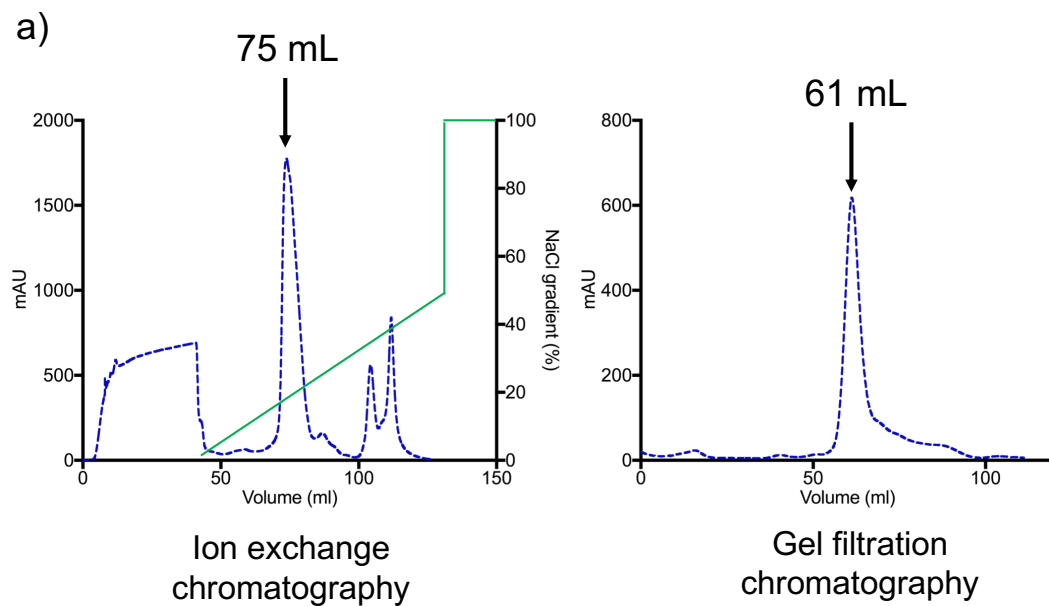 a)
75 mL
2000
1500
1000
500
0
mAU
0
50
100
150
Volume (ml)
100
80
60
40
20
0
NaCl gradient (%)
Ion exchange
chromatography
61 mL
800
600
400
200
0
mAU
0
50
100
Volume (ml)
Gel filtration
chromatography